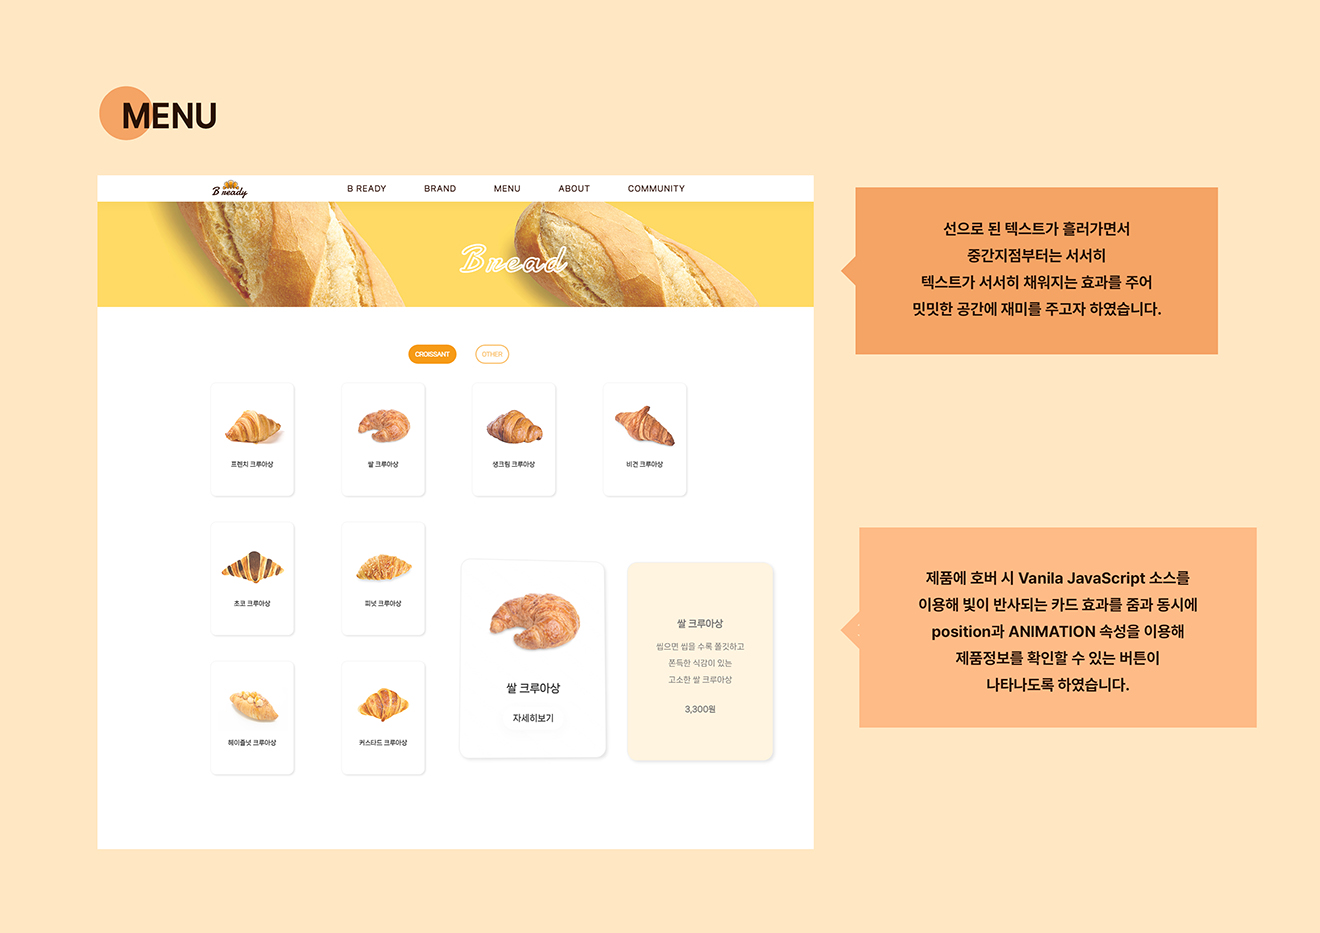 MENU
B ready
B READY
BRAND
MENU
ABOUT
COMMUNITY
Bread
선으로 된 텍스트가 흘러가면서
중간지점부터는 서서히
텍스트가 서서히 채워지는 효과를 주어
밋밋한 공간에 재미를 주고자 하였습니다.
CROISSANT
OTHER
프렌치 크루아상
쌀 크루아상
생크림 크루아상
비건 크루아상
초코 크루아상
피넛 크루아상
헤이즐넛 크루아상
커스타드 크루아상
쌀 크루아상
자세히보기
쌀 크루아상
씹으면 씹을 수록 쫄깃하고
쫀득한 식감이 있는
고소한 쌀 크루아상
3,300원
제품에 호버 시 Vanila JavaScript 소스를
이용해 빛이 반사되는 카드 효과를 줌과 동시에
position과 ANIMATION 속성을 이용해
제품정보를 확인할 수 있는 버튼이
나타나도록 하였습니다.